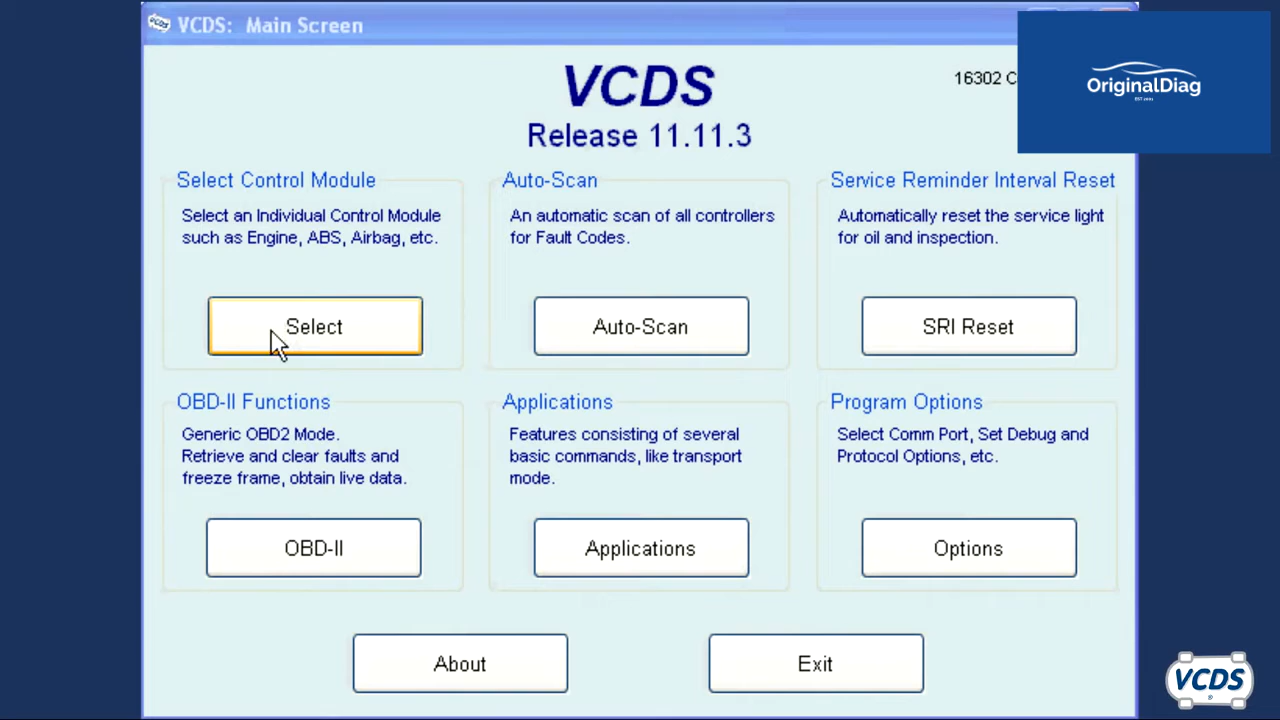 VCDS: Main Screen
VCDS
Release 11.11.3
16302 C
OriginalDiag
Select Control Module
Select an Individual Control Module
such as Engine, ABS, Airbag, etc.
Select
Auto-Scan
An automatic scan of all controllers
for Fault Codes.
Auto-Scan
Service Reminder Interval Reset
Automatically reset the service light
for oil and inspection.
SRI Reset
OBD-II Functions
Generic OBD2 Mode.
Retrieve and clear faults and
freeze frame, obtain live data.
OBD-II
Applications
Features consisting of several
basic commands, like transport
mode.
Applications
Program Options
Select Comm Port, Set Debug and
Protocol Options, etc.
Options
About
Exit
VCDS